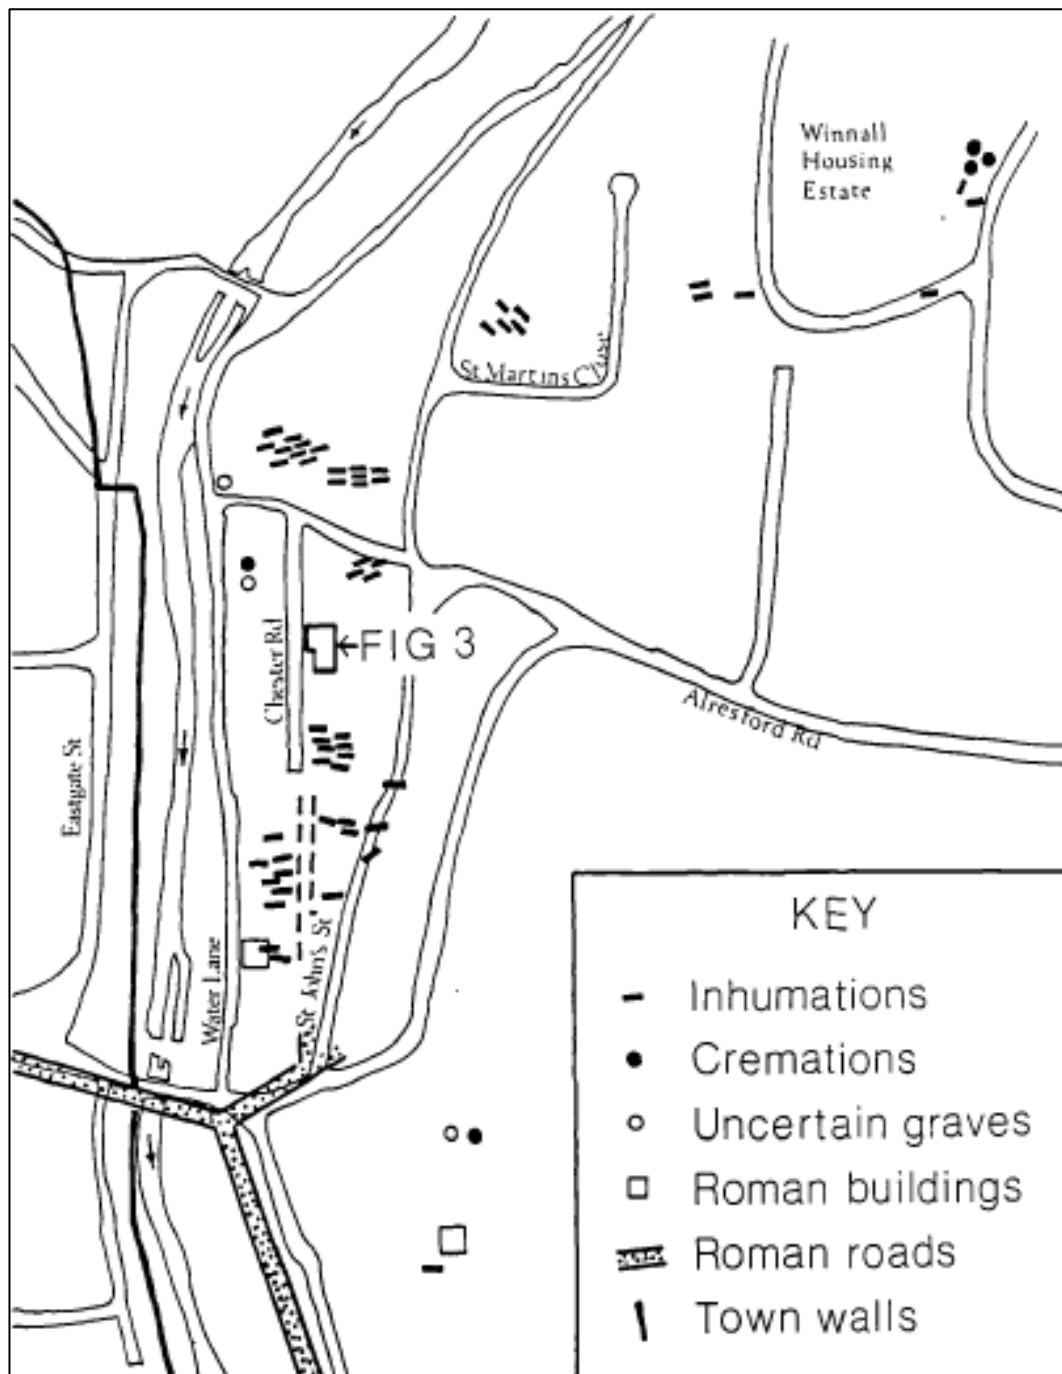 Winnall
Housing
Estate
St Martins Close
Chester Rd
FIG 3
Alresford Rd
Eastgate St
Water Lane
St John's St
KEY
Inhumations
Cremations
Uncertain graves
Roman buildings
Roman roads
Town walls